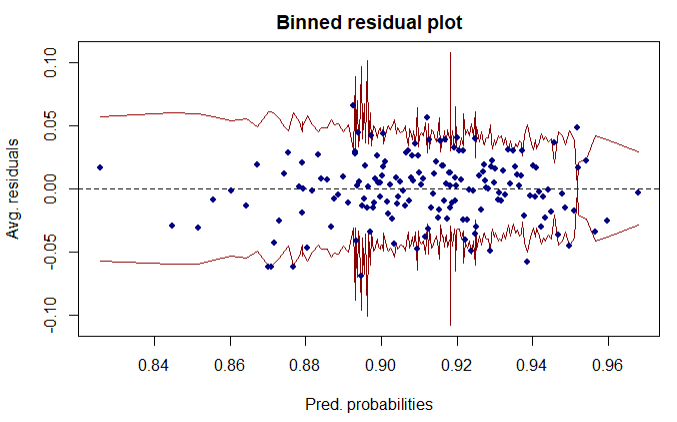 Binned residual plot
Avg. residuals
0.10
0.05
0.00
-0.05
-0.10
0.84 0.86 0.88 0.90 0.92 0.94 0.96
Pred. probabilities